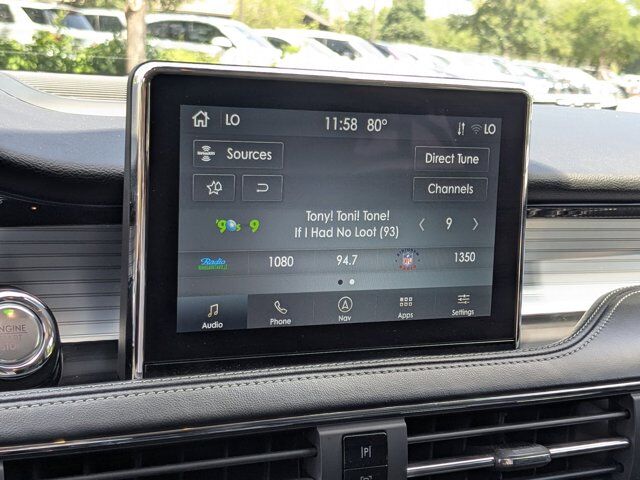 LO 11:58 80° LO
Sources
Direct Tune
Channels
'90s 9
Tony! Toni! Tone!
If I Had No Loot (93)
9
Radio
1080
94.7
1350
Audio
Phone
Nav
Apps
Settings
ENGINE
P